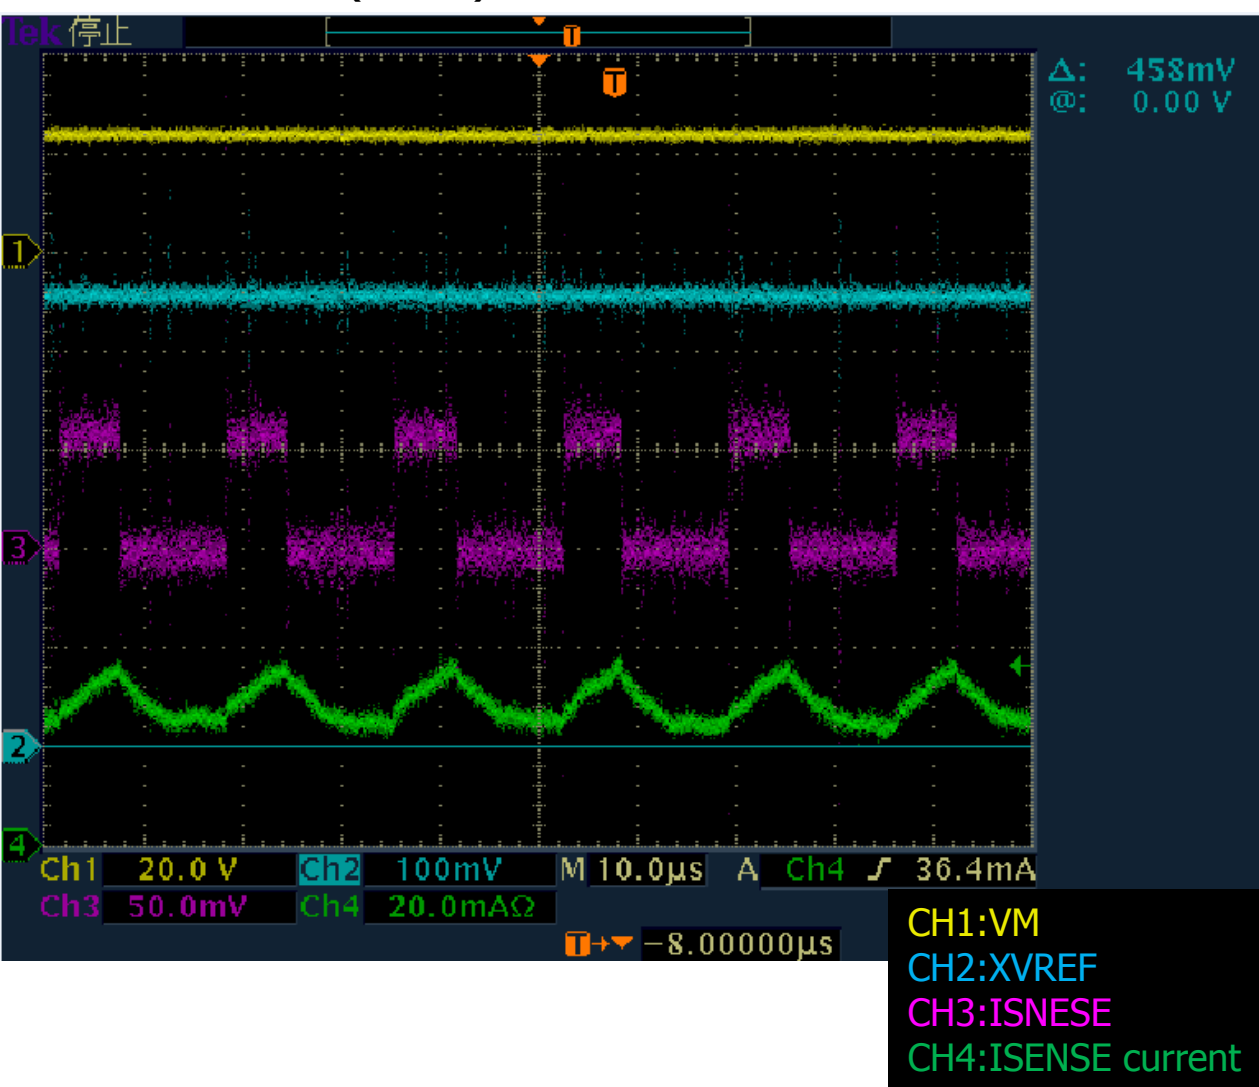 Tek 停止
T
T
Δ: 458mV
@: 0.00 V
1
3
2
4
Ch1 20.0 V Ch2 100mV M 10.0µs A Ch4 36.4mA
Ch3 50.0mV Ch4 20.0mAΩ
T→▼ −8.00000µs
CH1:VM
CH2:XVREF
CH3:ISNESE
CH4:ISENSE current